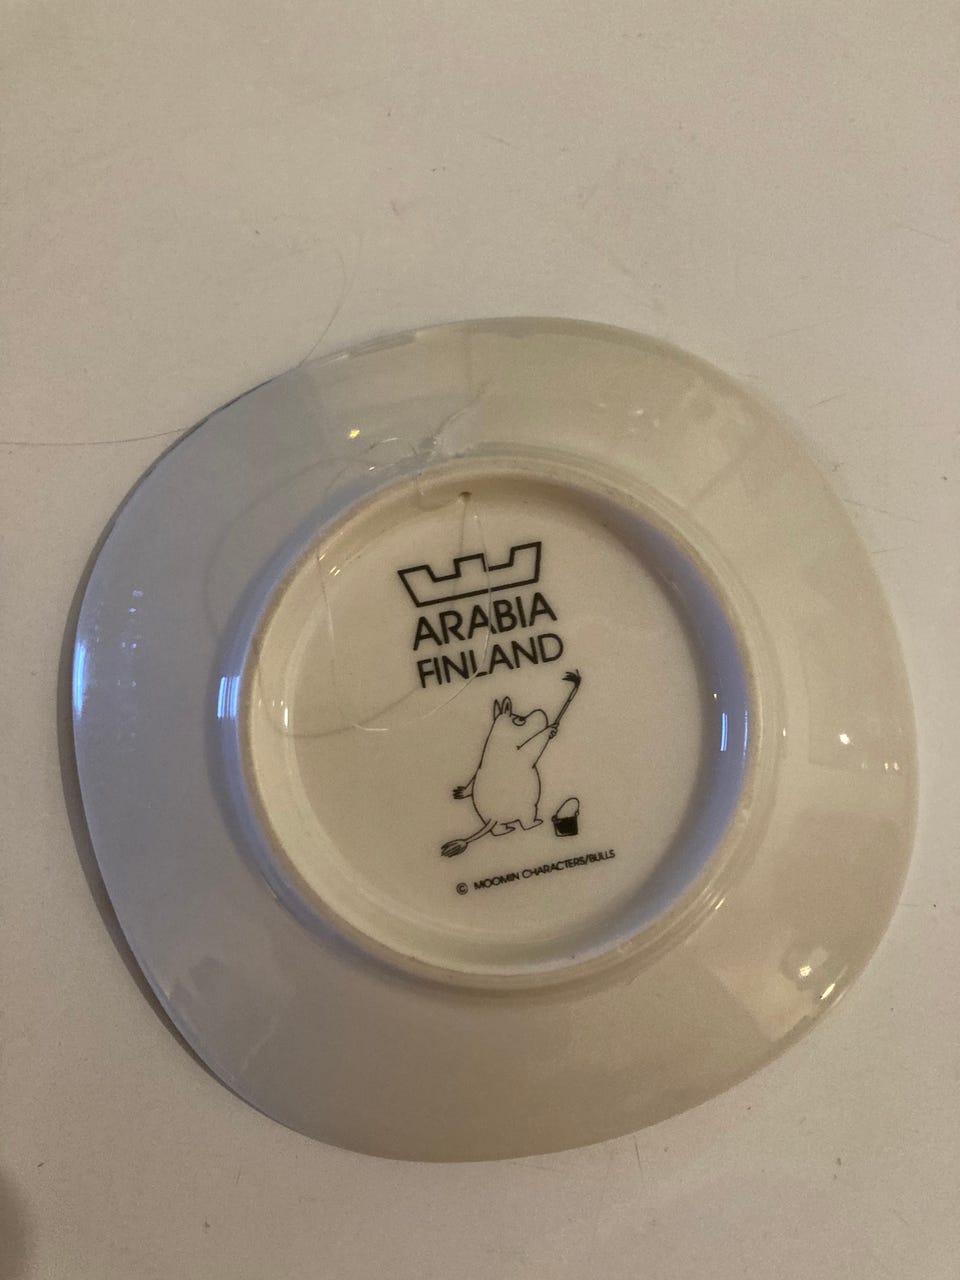 ARABIA
FINLAND
© MOOMIN CHARACTERS/BULLS